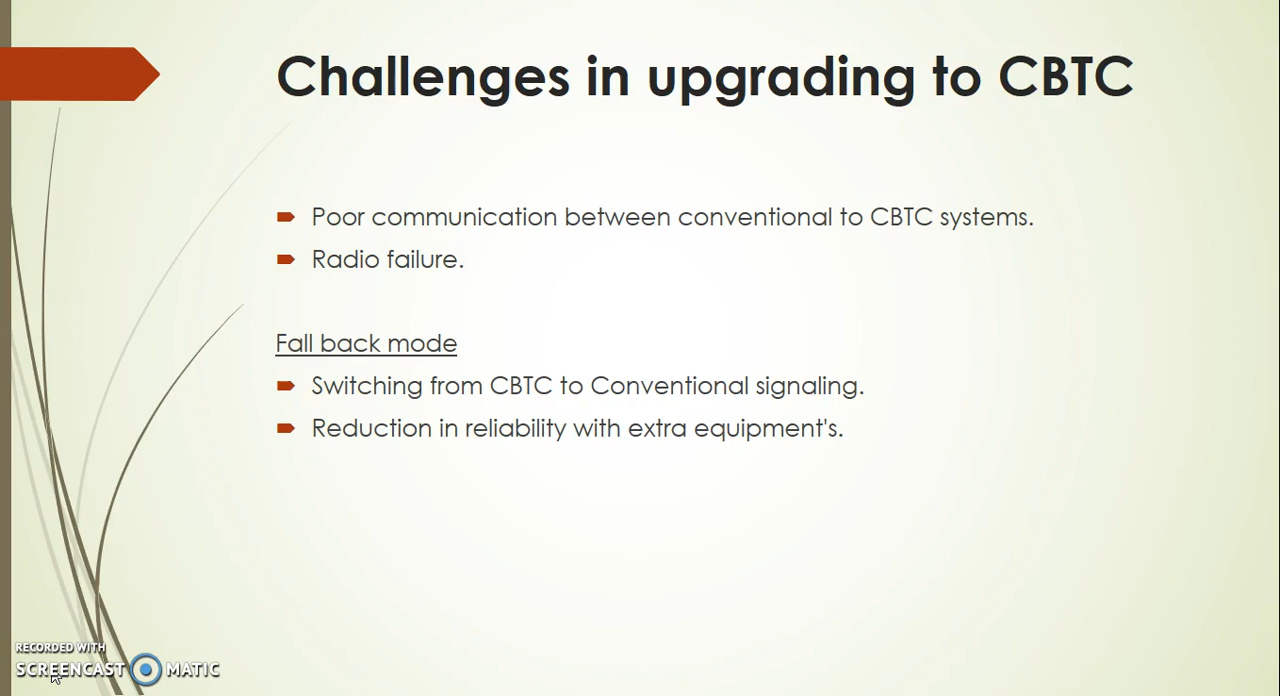 Challenges in upgrading to CBTC
Poor communication between conventional to CBTC systems.
Radio failure.
Fall back mode
Switching from CBTC to Conventional signaling.
Reduction in reliability with extra equipment's.
RECORDED WITH
SCREENCAST MATIC